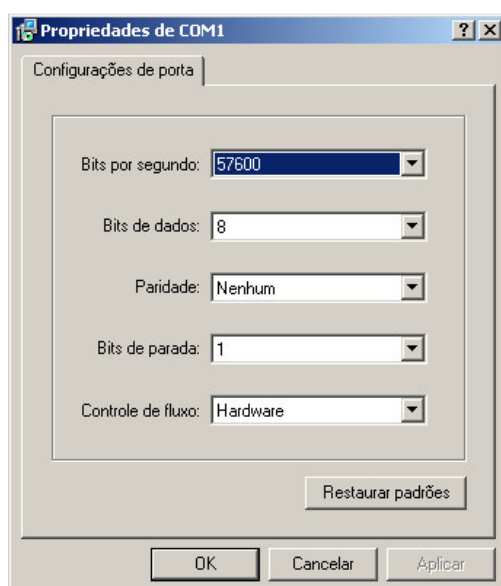 Propriedades de COM1
Configurações de porta
Bits por segundo: 57600
Bits de dados: 8
Paridade: Nenhum
Bits de parada: 1
Controle de fluxo: Hardware
Restaurar padrões
OK Cancelar Aplicar